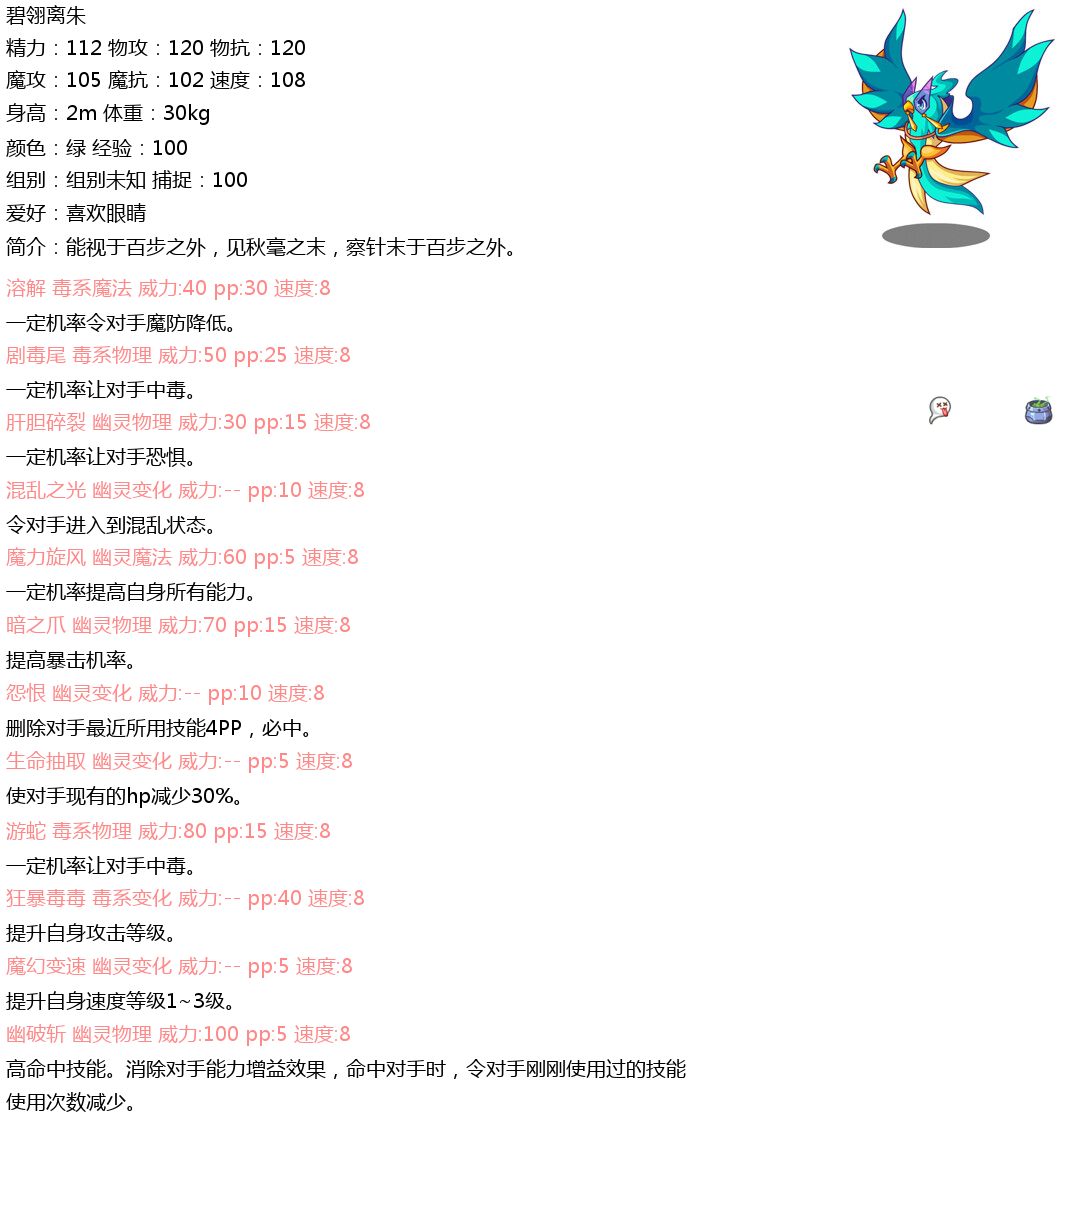 碧翎离朱
精力：112 物攻：120 物抗：120
魔攻：105 魔抗：102 速度：108
身高：2m 体重：30kg
颜色：绿 经验：100
组别：组别未知 捕捉：100
爱好：喜欢眼睛
简介：能视于百步之外，见秋毫之末，察针末于百步之外。
溶解 毒系魔法 威力:40 pp:30 速度:8
一定机率令对手魔防降低。
剧毒尾 毒系物理 威力:50 pp:25 速度:8
一定机率让对手中毒。
肝胆碎裂 幽灵物理 威力:30 pp:15 速度:8
一定机率让对手恐惧。
混乱之光 幽灵变化 威力:-- pp:10 速度:8
令对手进入到混乱状态。
魔力旋风 幽灵魔法 威力:60 pp:5 速度:8
一定机率提高自身所有能力。
暗之爪 幽灵物理 威力:70 pp:15 速度:8
提高暴击机率。
怨恨 幽灵变化 威力:-- pp:10 速度:8
删除对手最近所用技能4PP，必中。
生命抽取 幽灵变化 威力:-- pp:5 速度:8
使对手现有的hp减少30%。
游蛇 毒系物理 威力:80 pp:15 速度:8
一定机率让对手中毒。
狂暴毒毒 毒系变化 威力:-- pp:40 速度:8
提升自身攻击等级。
魔幻变速 幽灵变化 威力:-- pp:5 速度:8
提升自身速度等级1~3级。
幽破斩 幽灵物理 威力:100 pp:5 速度:8
高命中技能。消除对手能力增益效果，命中对手时，令对手刚刚使用过的技能
使用次数减少。